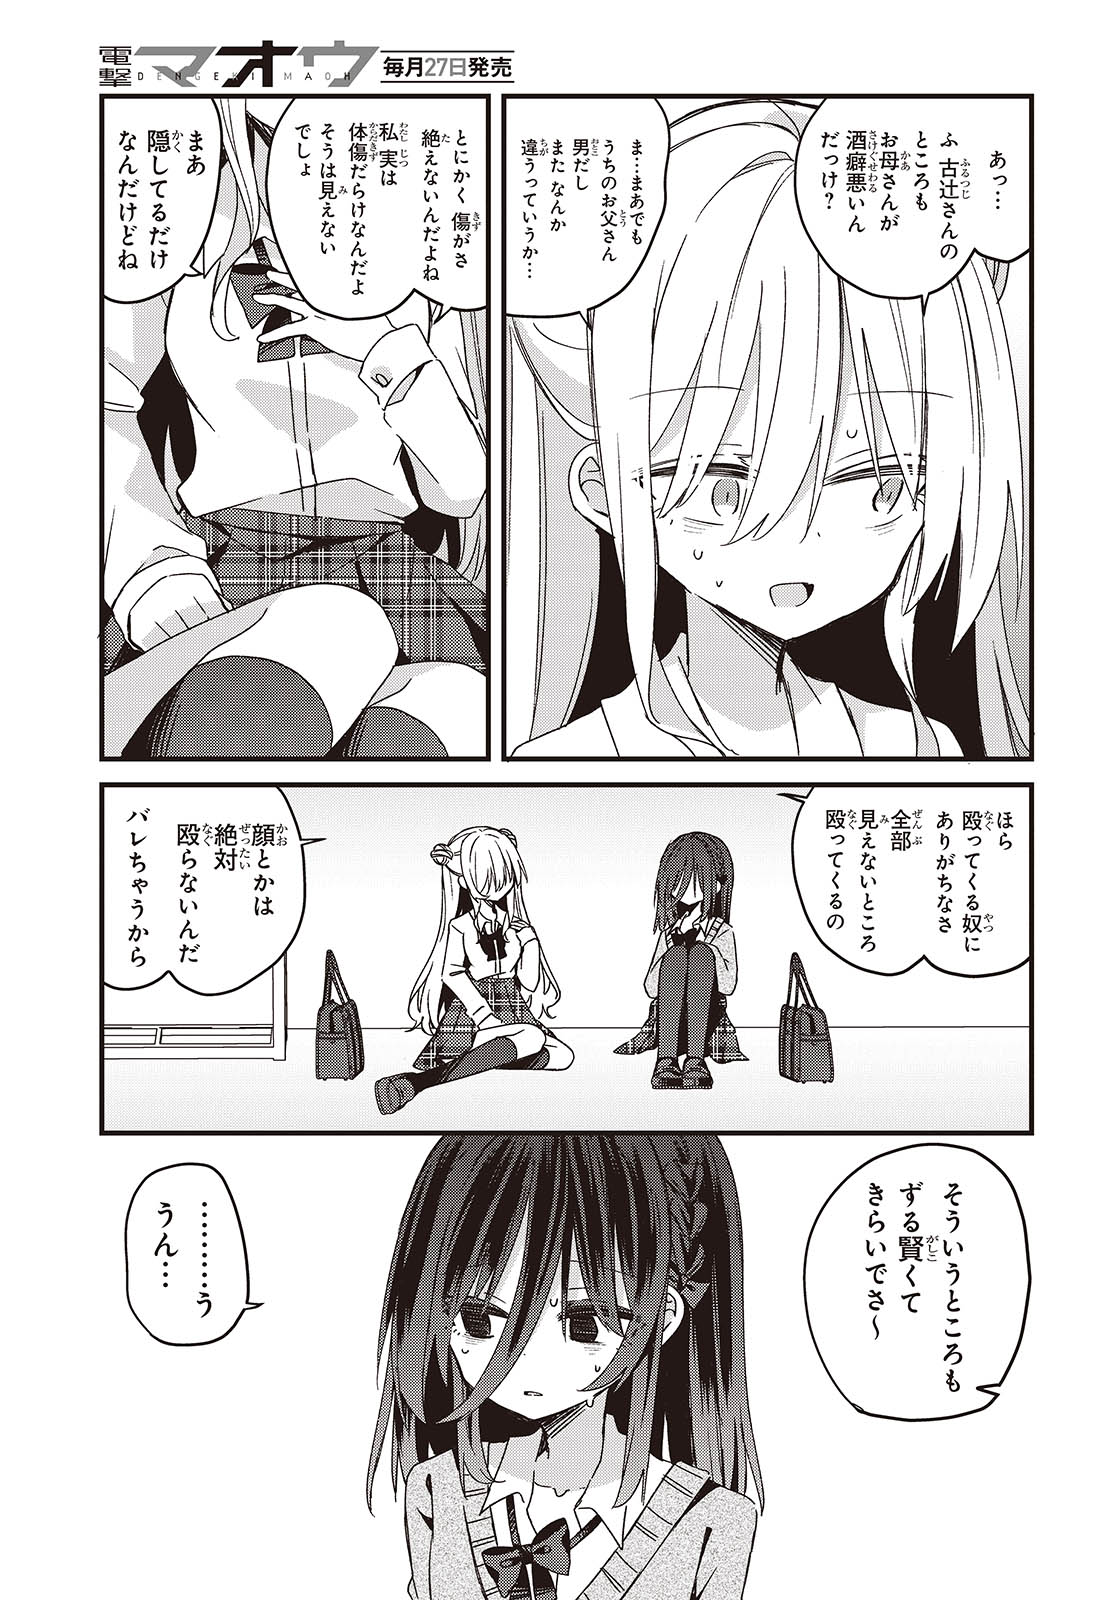 電撃マオウ
DENGEKI MAOH
毎月27日発売
あっ…
ふ 古辻さんの
ところも
お母さんが
酒癖悪いん
だっけ?
ま…まあでも
うちのお父さん
男だし
また なんか
違うっていうか…
とにかく 傷がさ
絶えないんだよね
私 実は
体傷だらけなんだよ
そうは見えない
でしょ
まあ
隠してるだけ
なんだけどね
ほら
殴ってくる奴に
ありがちなさ
全部
見えないところ
殴ってくるの
顔とかは
絶対
殴らないんだ
バレちゃうから
そういうところも
ずる賢くて
きらいでさ～
………う
うん…